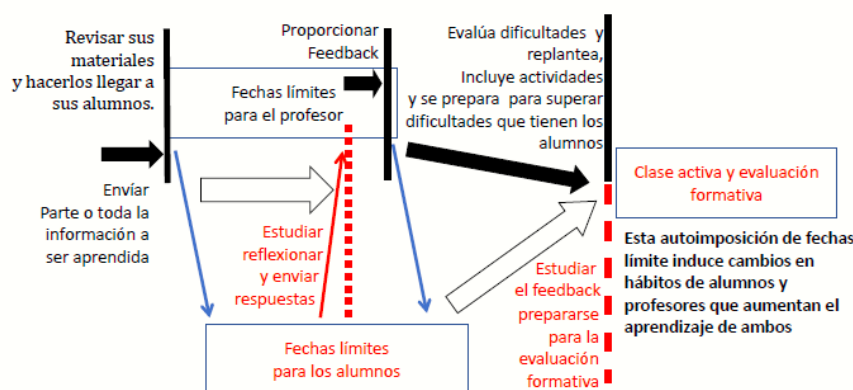 Revisar sus
materiales
y hacerlos llegar a
sus alumnos.
Proporcionar
Feedback
Evalúa dificultades y
replantea,
Incluye actividades
y se prepara para superar
dificultades que tienen los
alumnos
Fechas límites
para el profesor
Envíar
Parte o toda la
información a
ser aprendida
Estudiar
reflexionar
y enviar
respuestas
Clase activa y evaluación
formativa
Esta autoimposición de fechas
límite induce cambios en
hábitos de alumnos y
profesores que aumentan el
aprendizaje de ambos
Estudiar
el feedback
prepararse
para la
evaluación
formativa
Fechas límites
para los alumnos